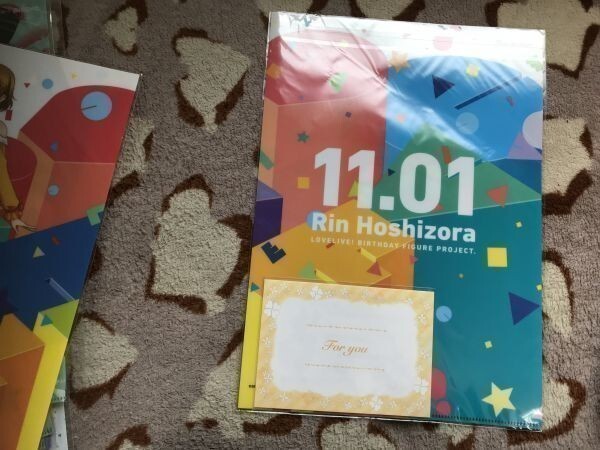 11.01
Rin Hoshizora
LOVELIVE! BIRTHDAY FIGURE PROJECT.
For you